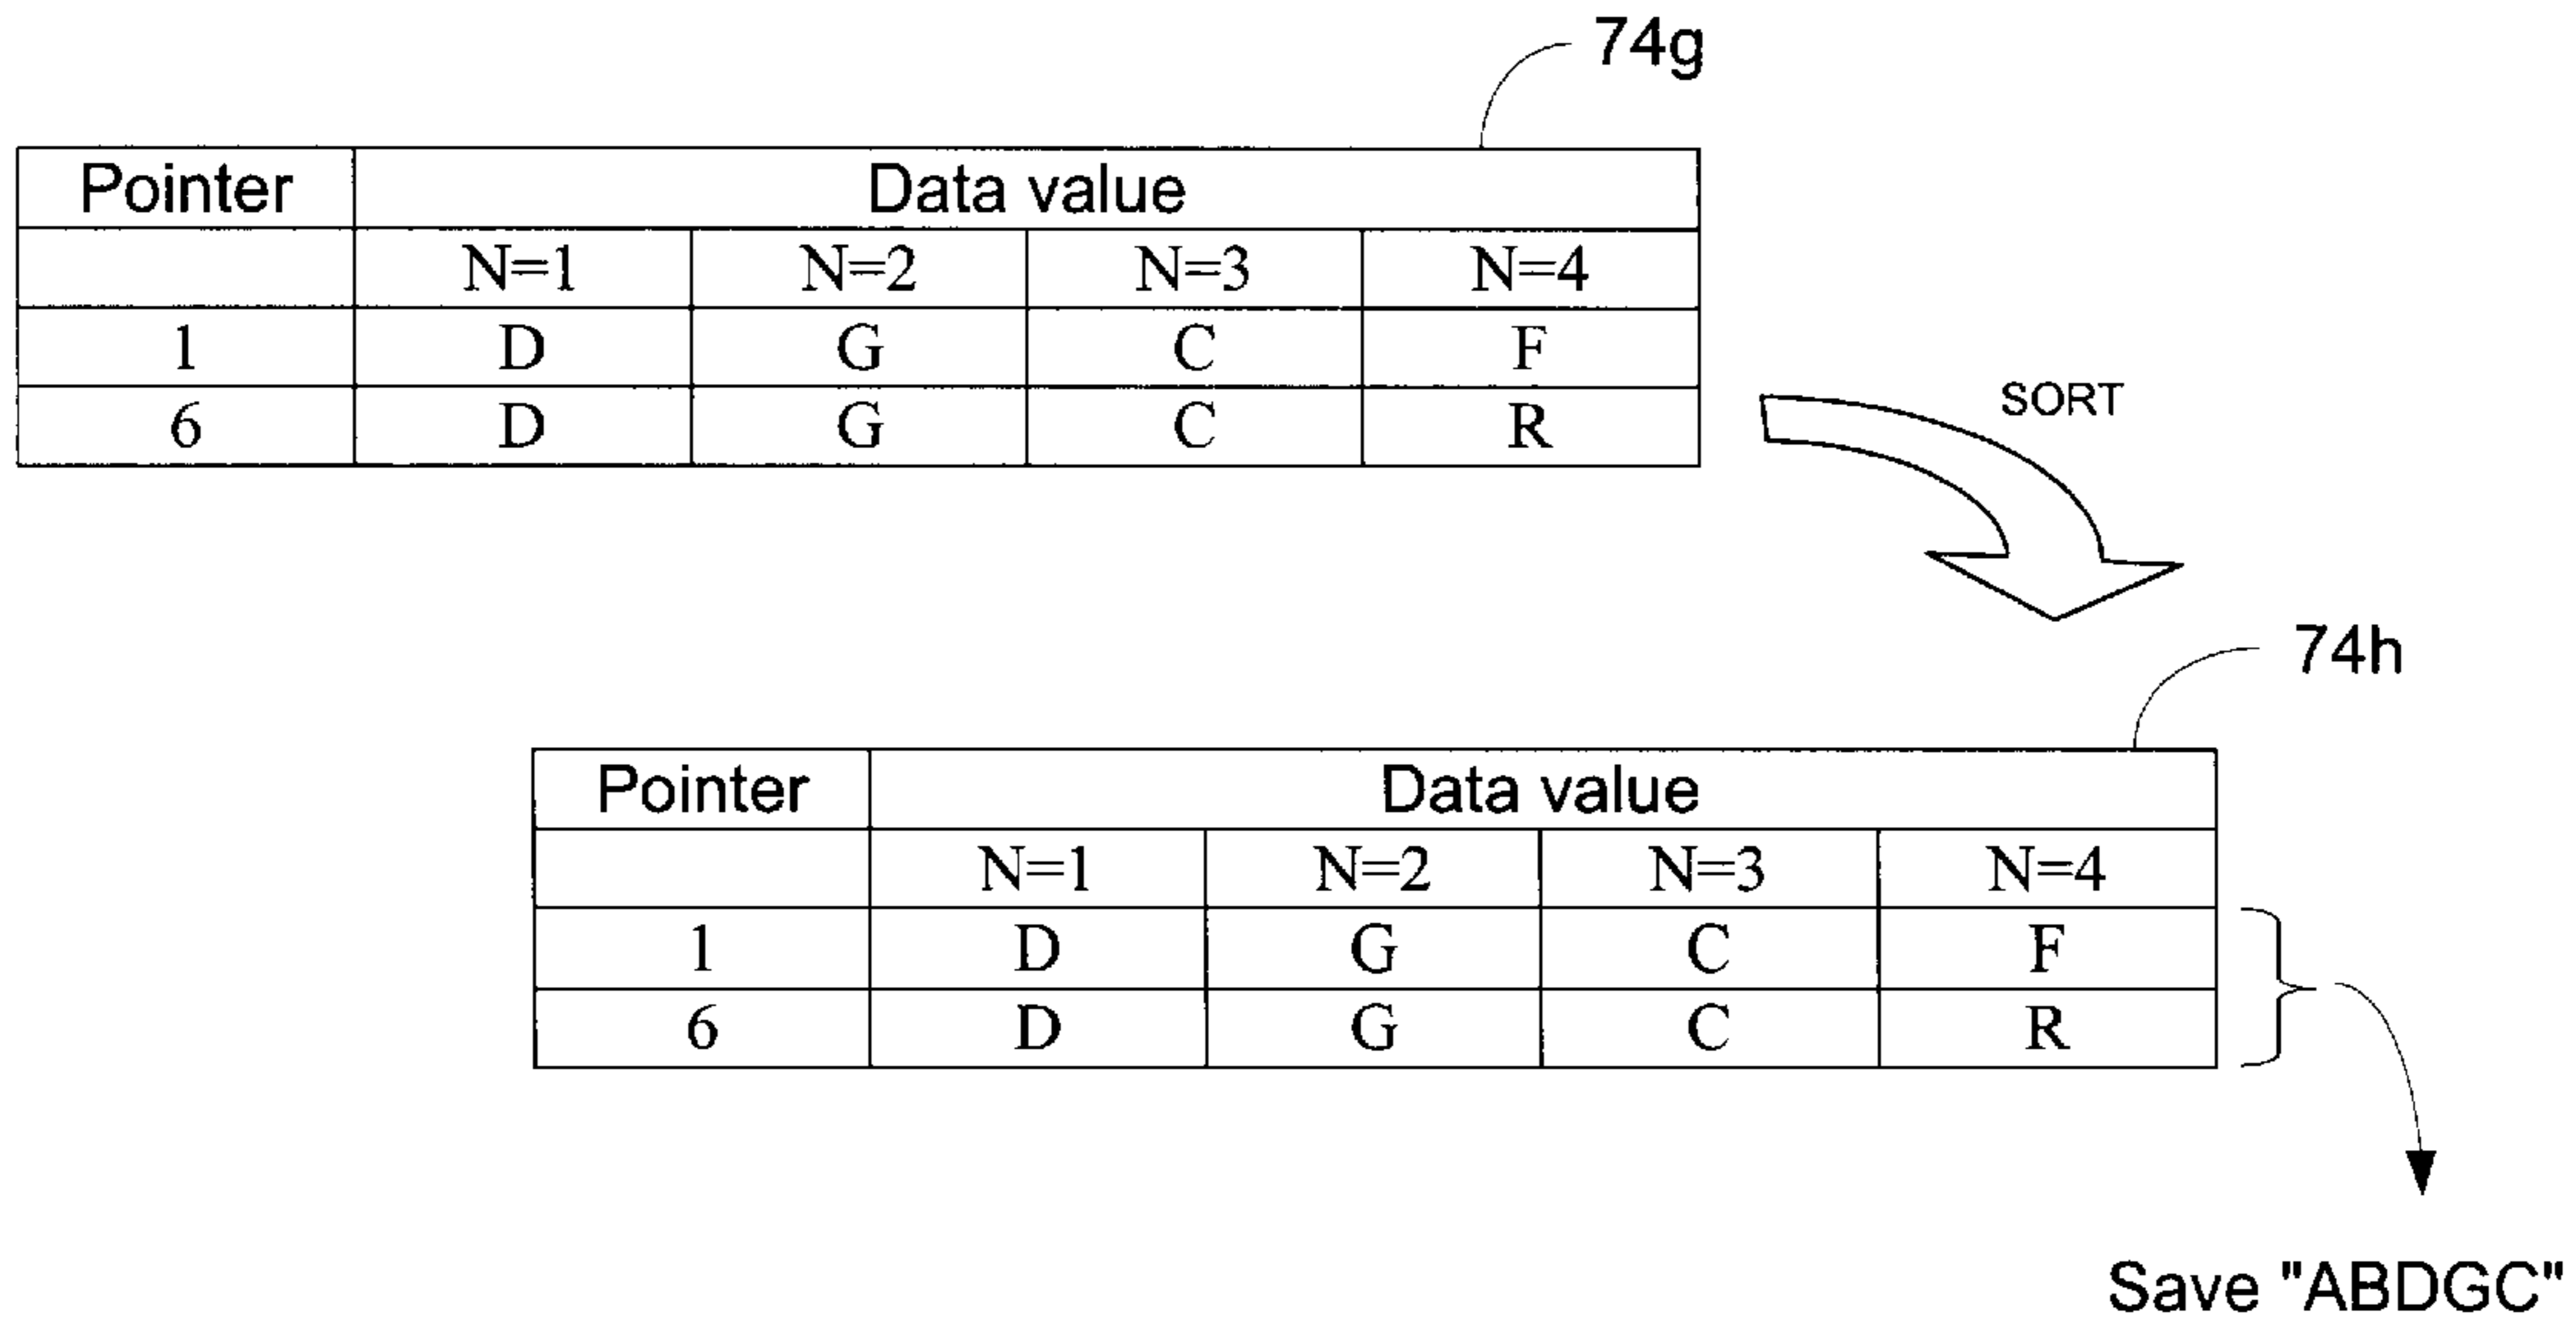 74g
Pointer Data value
N=1 N=2 N=3 N=4
1 D G C F
6 D G C R
SORT
74h
Pointer Data value
N=1 N=2 N=3 N=4
1 D G C F
6 D G C R
Save "ABDGC"